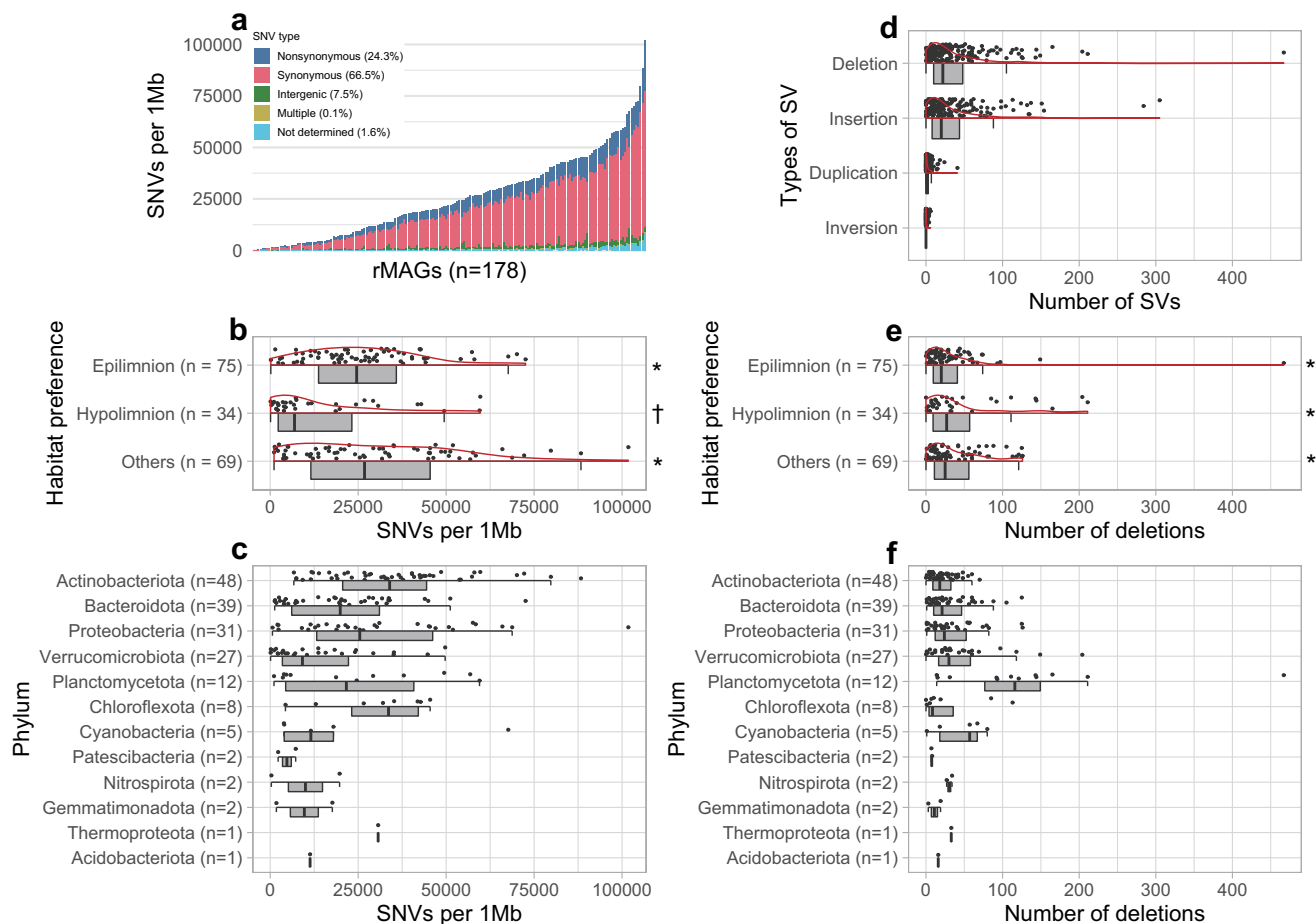 a
SNV type
Nonsynonymous (24.3%)
Synonymous (66.5%)
Intergenic (7.5%)
Multiple (0.1%)
Not determined (1.6%)
SNVs per 1Mb
100000
75000
50000
25000
0
rMAGs (n=178)
b
Habitat preference
Epilimnion (n = 75)
*
Hypolimnion (n = 34)
†
Others (n = 69)
*
0 25000 50000 75000 100000
SNVs per 1Mb
c
Phylum
Actinobacteriota (n=48)
Bacteroidota (n=39)
Proteobacteria (n=31)
Verrucomicrobiota (n=27)
Planctomycetota (n=12)
Chloroflexota (n=8)
Cyanobacteria (n=5)
Patescibacteria (n=2)
Nitrospirota (n=2)
Gemmatimonadota (n=2)
Thermoproteota (n=1)
Acidobacteriota (n=1)
0 25000 50000 75000 100000
SNVs per 1Mb
d
Types of SV
Deletion
Insertion
Duplication
Inversion
0 100 200 300 400
Number of SVs
e
Habitat preference
Epilimnion (n = 75)
*
Hypolimnion (n = 34)
*
Others (n = 69)
*
0 100 200 300 400
Number of deletions
f
Phylum
Actinobacteriota (n=48)
Bacteroidota (n=39)
Proteobacteria (n=31)
Verrucomicrobiota (n=27)
Planctomycetota (n=12)
Chloroflexota (n=8)
Cyanobacteria (n=5)
Patescibacteria (n=2)
Nitrospirota (n=2)
Gemmatimonadota (n=2)
Thermoproteota (n=1)
Acidobacteriota (n=1)
0 100 200 300 400
Number of deletions